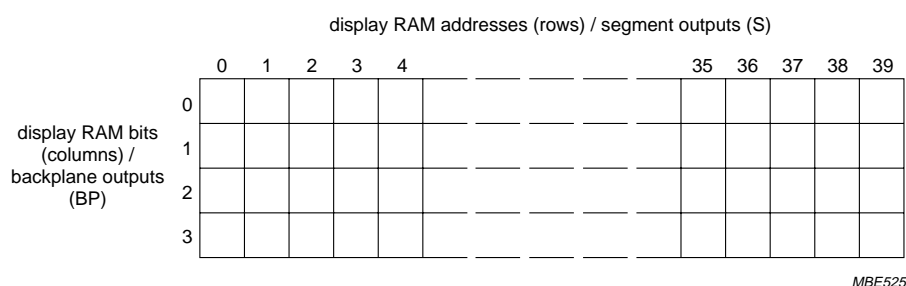 display RAM addresses (rows) / segment outputs (S)
0 1 2 3 4 35 36 37 38 39
0
display RAM bits
(columns) /
backplane outputs
(BP)
1
2
3
MBE525